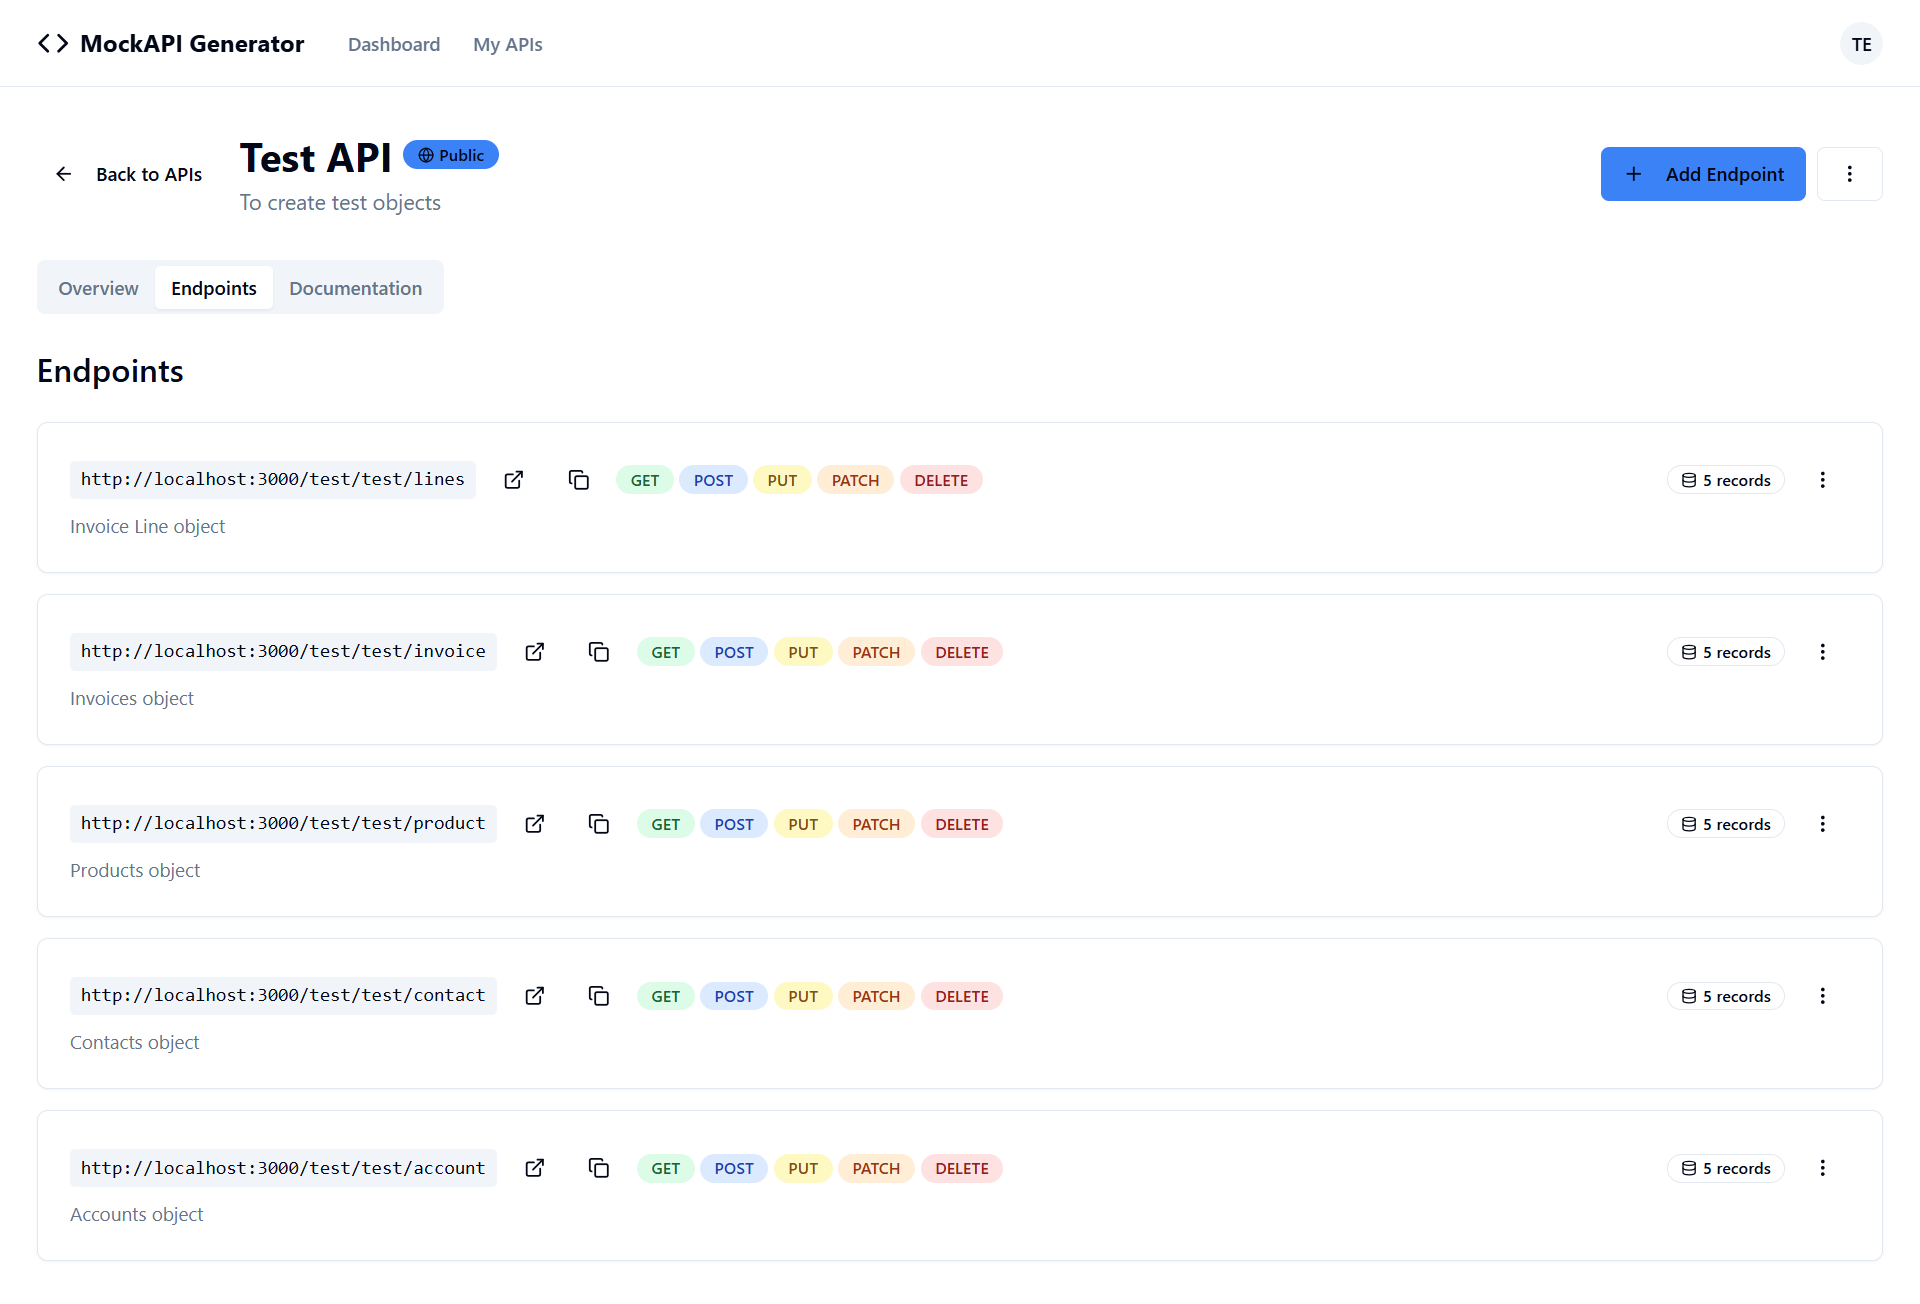 MockAPI Generator Dashboard My APIs TE
Back to APIs
Test API Public
To create test objects
Add Endpoint
Overview Endpoints Documentation
Endpoints
http://localhost:3000/test/test/lines GET POST PUT PATCH DELETE 5 records
Invoice Line object
http://localhost:3000/test/test/invoice GET POST PUT PATCH DELETE 5 records
Invoices object
http://localhost:3000/test/test/product GET POST PUT PATCH DELETE 5 records
Products object
http://localhost:3000/test/test/contact GET POST PUT PATCH DELETE 5 records
Contacts object
http://localhost:3000/test/test/account GET POST PUT PATCH DELETE 5 records
Accounts object